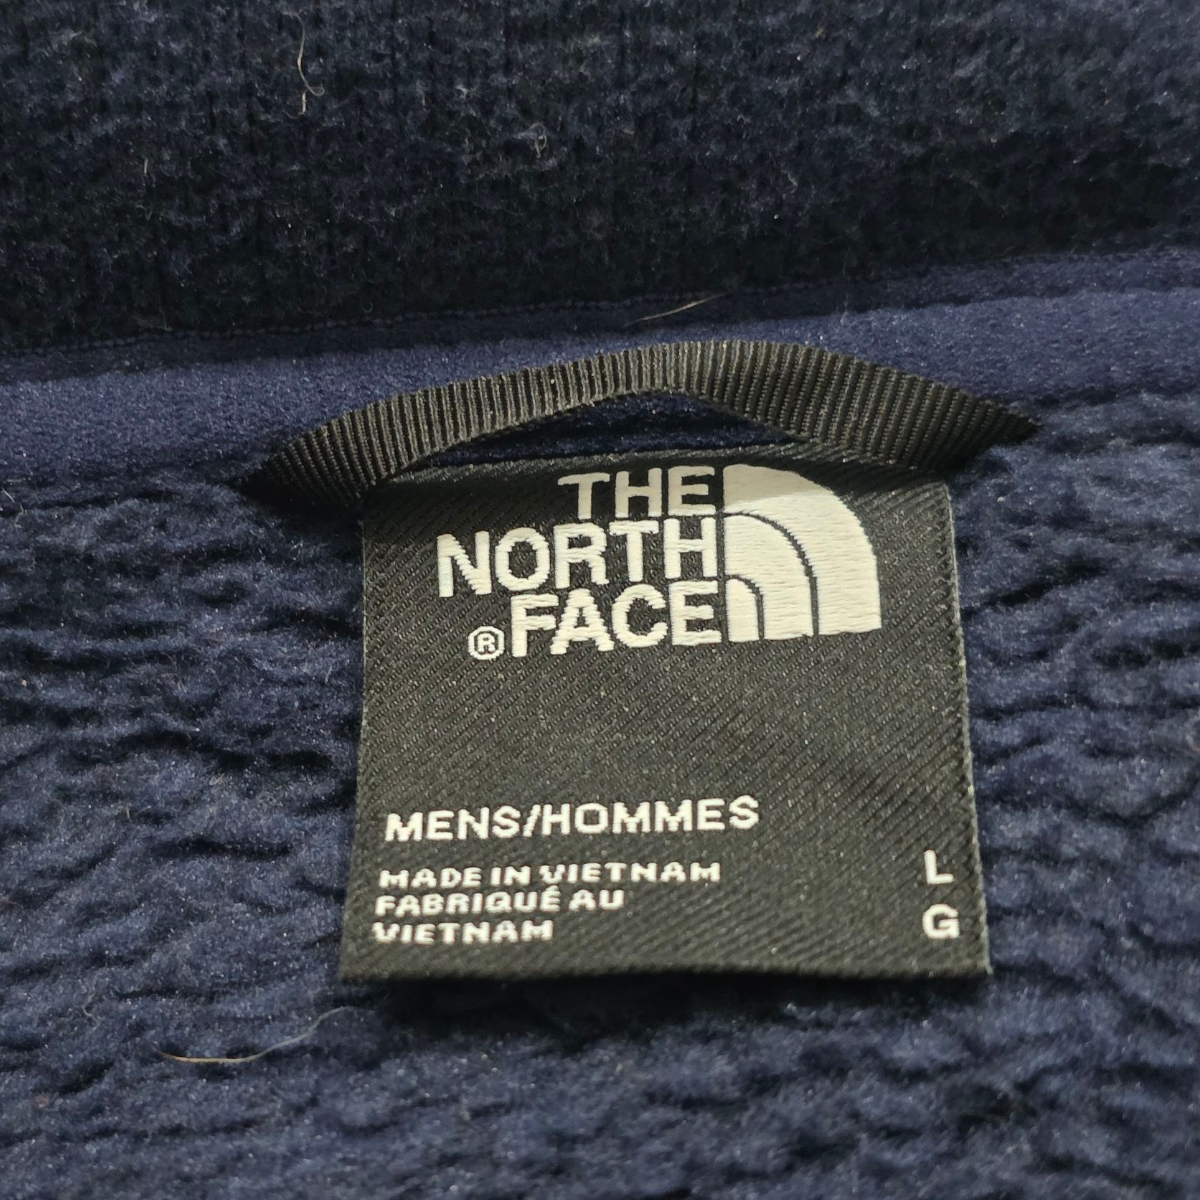 THE
NORTH
®FACE
MENS/HOMMES
MADE IN VIETNAM
FABRIQUÉ AU
VIETNAM
L
G